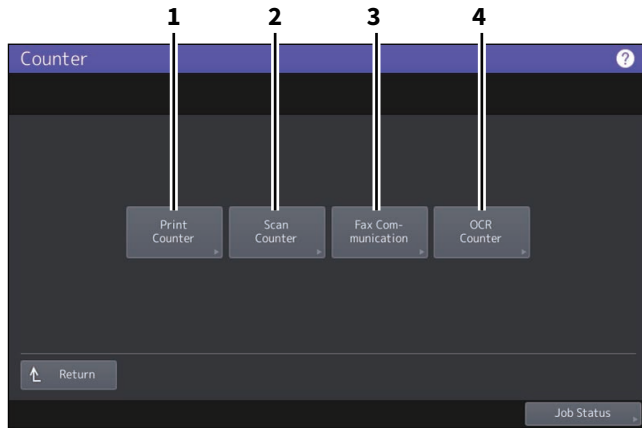 1 2 3 4
Counter ?
Print Scan Fax Com- OCR
Counter Counter munication Counter
Return
Job Status